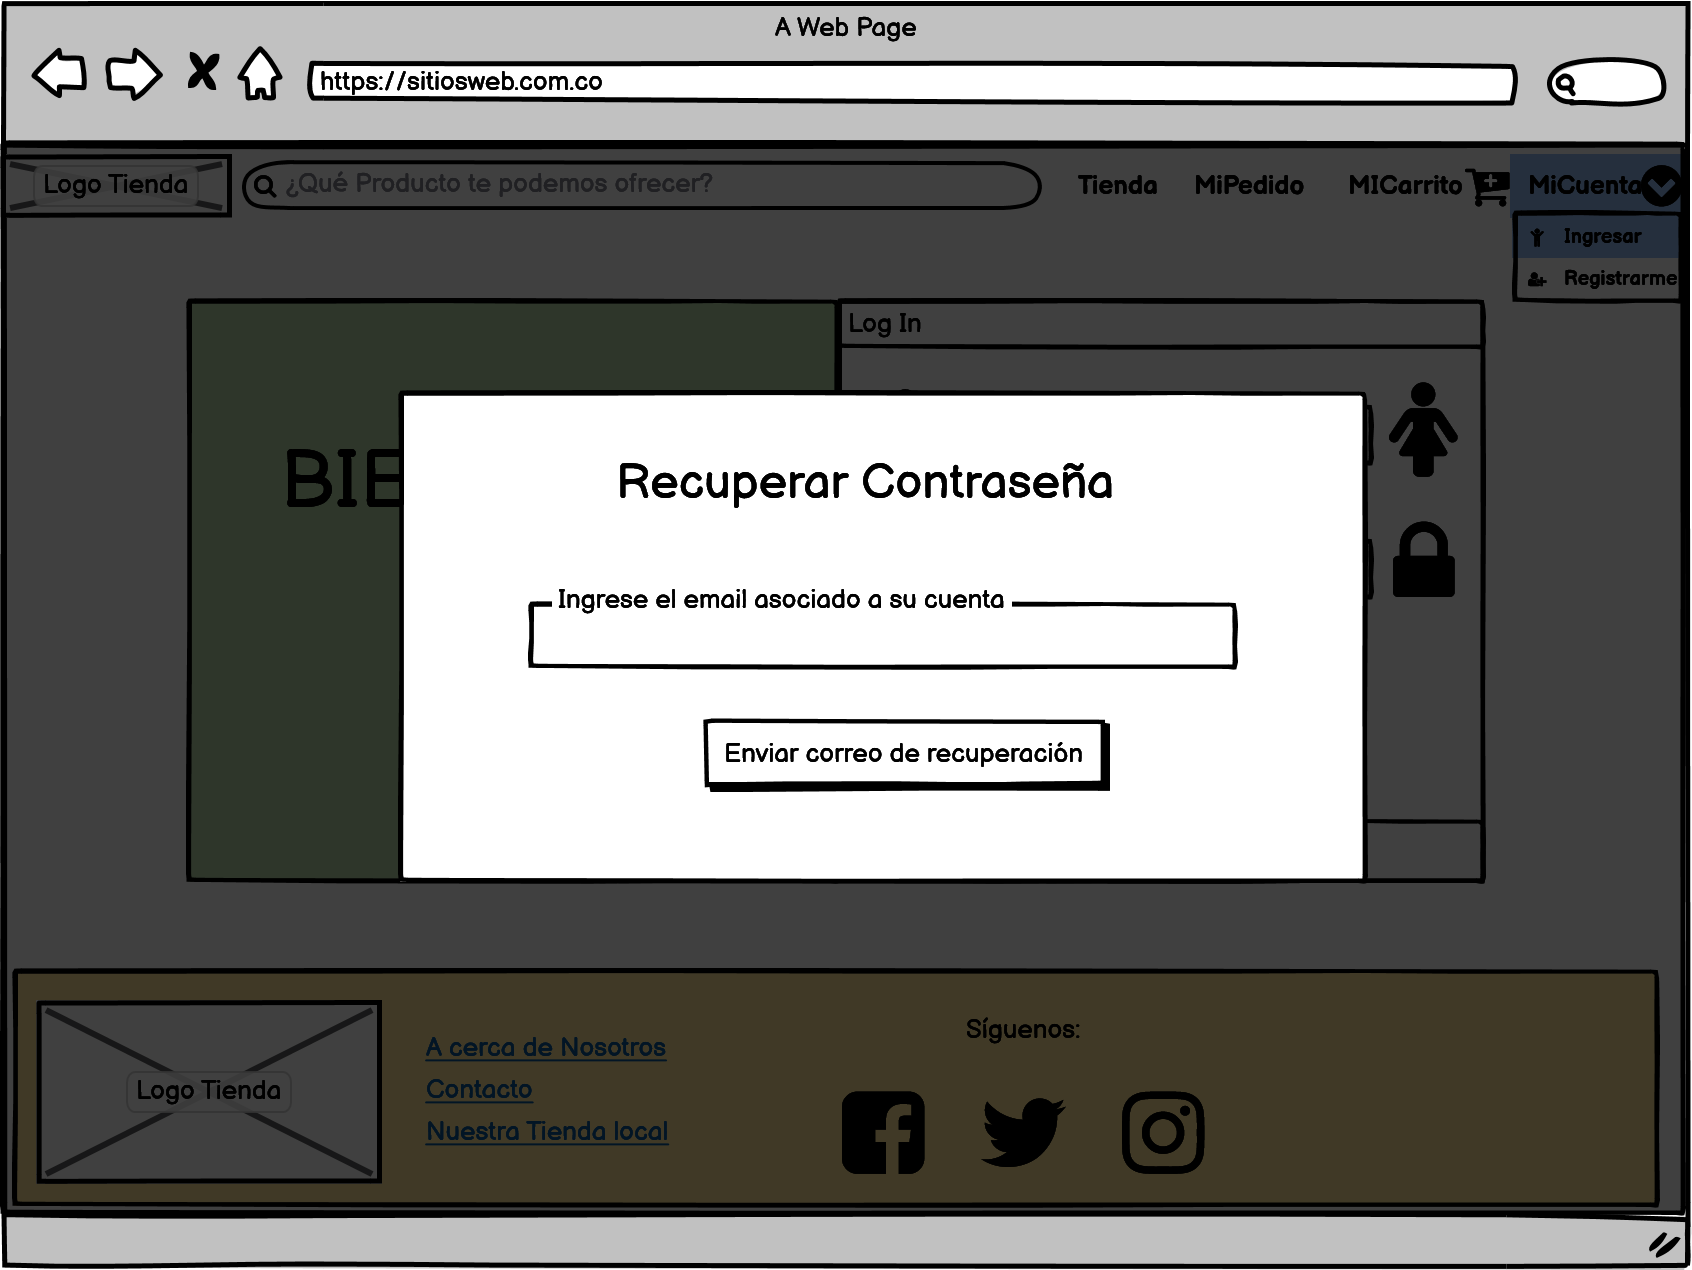 A Web Page
https://sitiosweb.com.co
Logo Tienda
¿Qué Producto te podemos ofrecer?
Tienda
MiPedido
MICarrito
MiCuenta
Ingresar
Registrarme
Log In
BIE
Recuperar Contraseña
Ingrese el email asociado a su cuenta
Enviar correo de recuperación
Logo Tienda
A cerca de Nosotros
Contacto
Nuestra Tienda local
Síguenos: